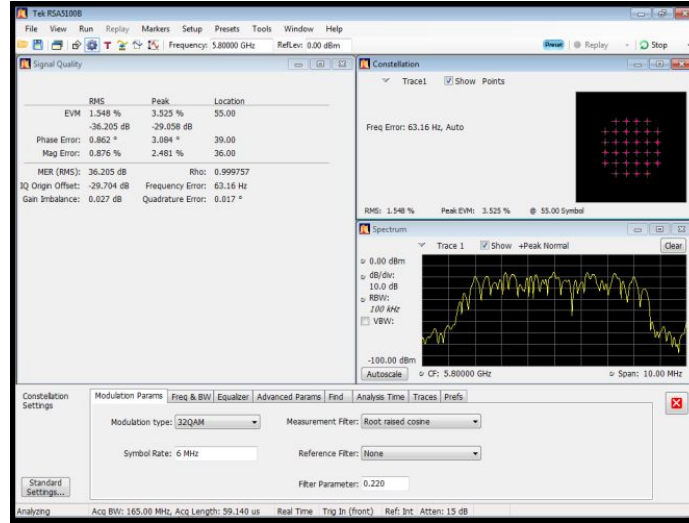 Tek RSA5100B
File View Run Replay Markers Setup Presets Tools Window Help
T Frequency: 5.80000 GHz RefLev: 0.00 dBm Preset Replay Stop
Signal Quality
RMS Peak Location
EVM 1.548 % 3.525 % 55.00
-36.205 dB -29.058 dB
Phase Error: 0.862 ° 3.084 ° 39.00
Mag Error: 0.876 % 2.481 % 36.00
MER (RMS): 36.205 dB Rho: 0.999757
IQ Origin Offset: -29.704 dB Frequency Error: 63.16 Hz
Gain Imbalance: 0.027 dB Quadrature Error: 0.017 °
Constellation
Trace1 Show Points
Freq Error: 63.16 Hz, Auto
RMS: 1.548 % Peak EVM: 3.525 % @ 55.00 Symbol
Spectrum
Trace 1 Show +Peak Normal Clear
0.00 dBm
dB/div:
10.0 dB
RBW:
100 kHz
VBW:
-100.00 dBm
Autoscale CF: 5.80000 GHz Span: 10.00 MHz
Constellation Settings
Modulation Params Freq & BW Equalizer Advanced Params Find Analysis Time Traces Prefs
Modulation type: 32QAM Measurement Filter: Root raised cosine
Symbol Rate: 6 MHz Reference Filter: None
Filter Parameter: 0.220
Standard Settings...
Analyzing Acq BW: 165.00 MHz, Acq Length: 59.140 us Real Time Trig In (front) Ref: Int Atten: 15 dB